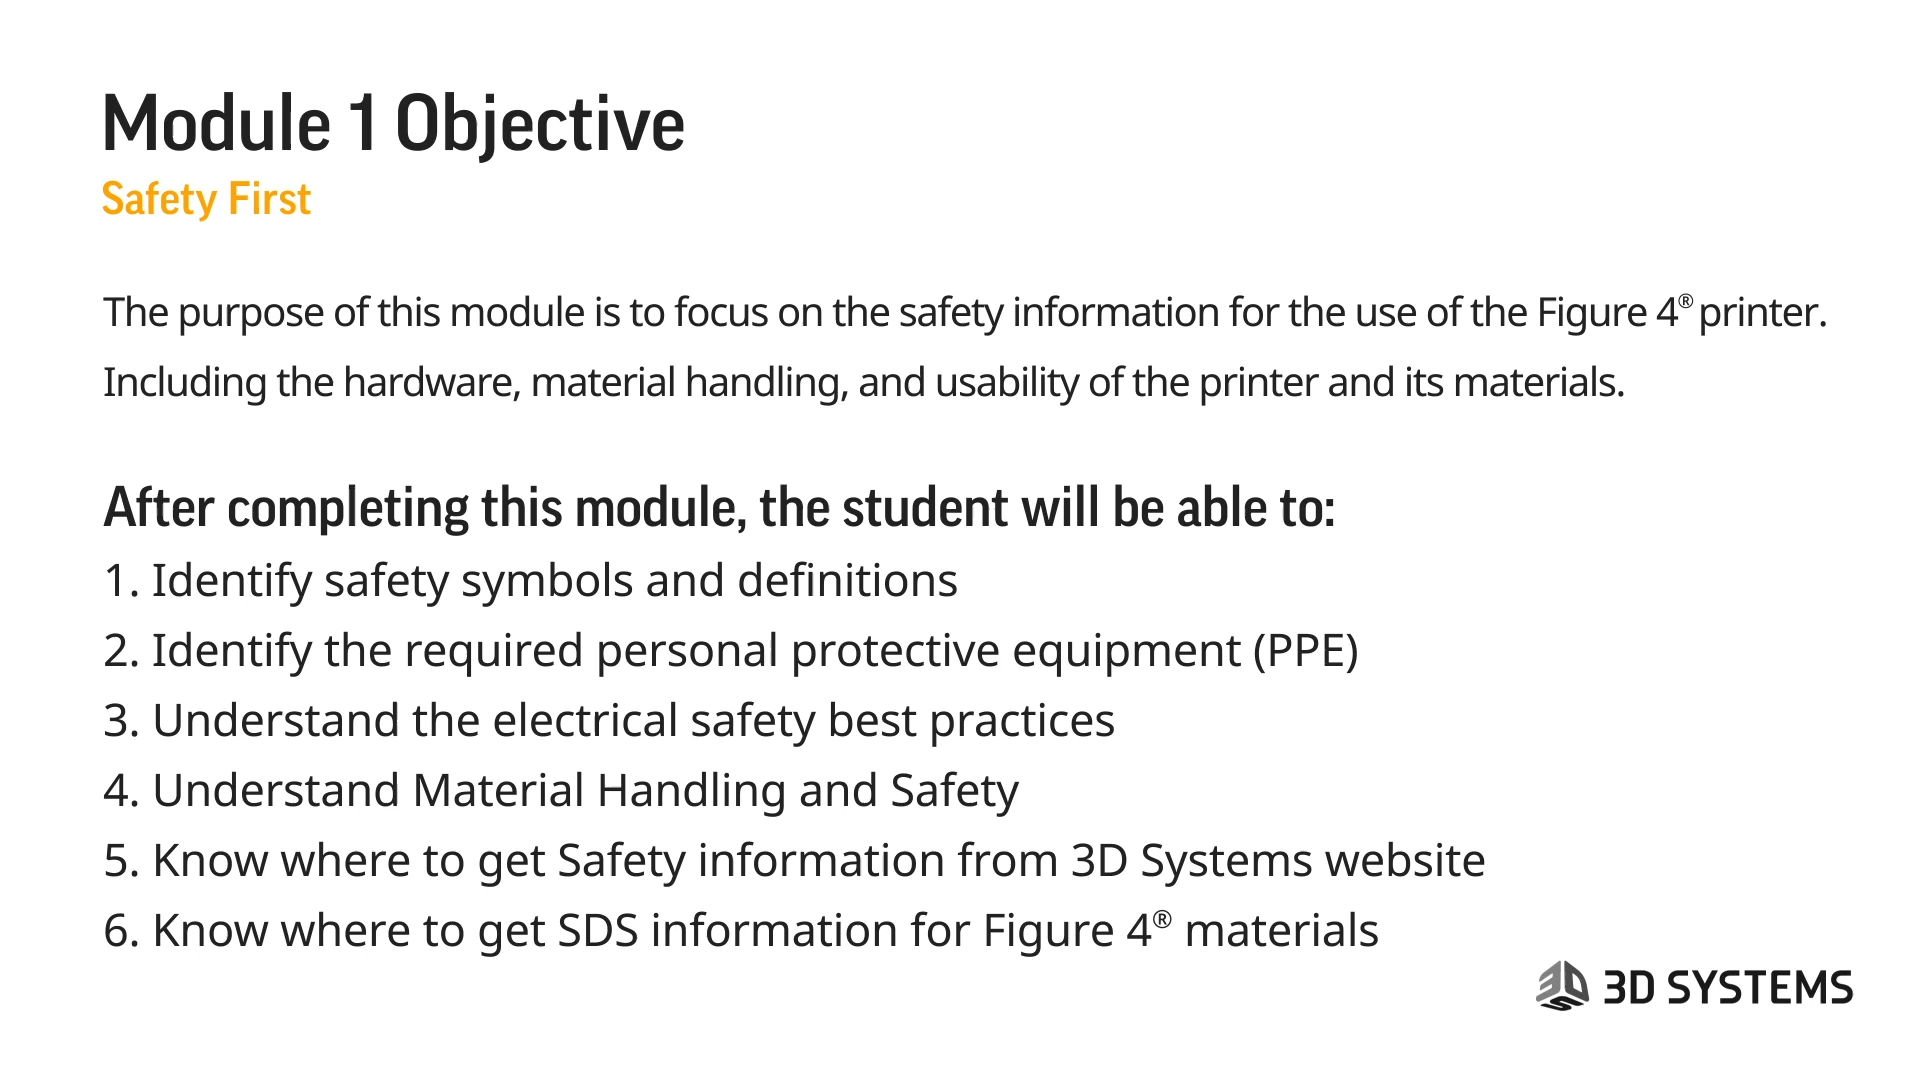 Module 1 Objective
Safety First
The purpose of this module is to focus on the safety information for the use of the Figure 4® printer.
Including the hardware, material handling, and usability of the printer and its materials.
After completing this module, the student will be able to:
1. Identify safety symbols and definitions
2. Identify the required personal protective equipment (PPE)
3. Understand the electrical safety best practices
4. Understand Material Handling and Safety
5. Know where to get Safety information from 3D Systems website
6. Know where to get SDS information for Figure 4® materials
3D SYSTEMS